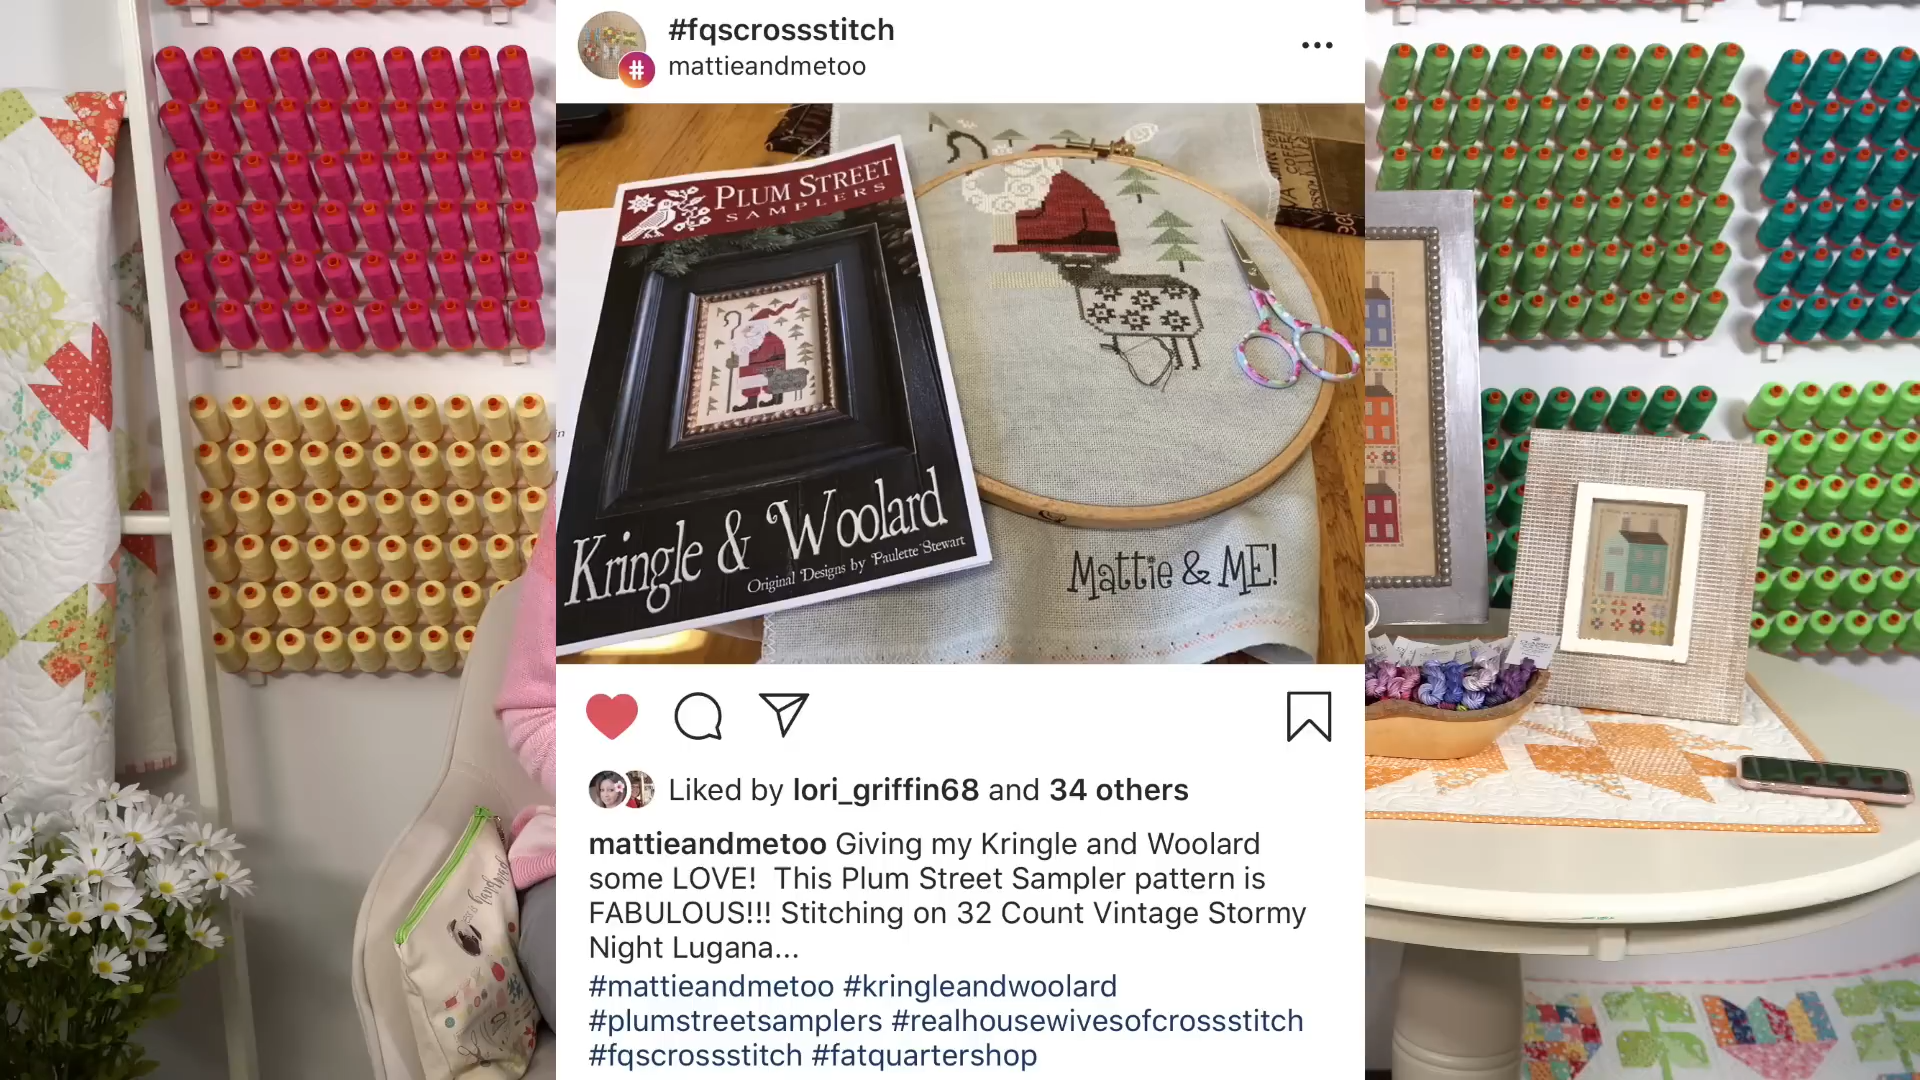 #fqscrossstitch
mattieandmetoo
PLUM STREET
SAMPLERS
Kringle & Woolard
Original Designs by Paulette Stewart
Mattie & ME!
Liked by lori_griffin68 and 34 others
mattieandmetoo Giving my Kringle and Woolard
some LOVE! This Plum Street Sampler pattern is
FABULOUS!!! Stitching on 32 Count Vintage Stormy
Night Lugana...
#mattieandmetoo #kringleandwoolard
#plumstreetsamplers #realhousewivesofcrossstitch
#fqscrossstitch #fatquartershop
handmade